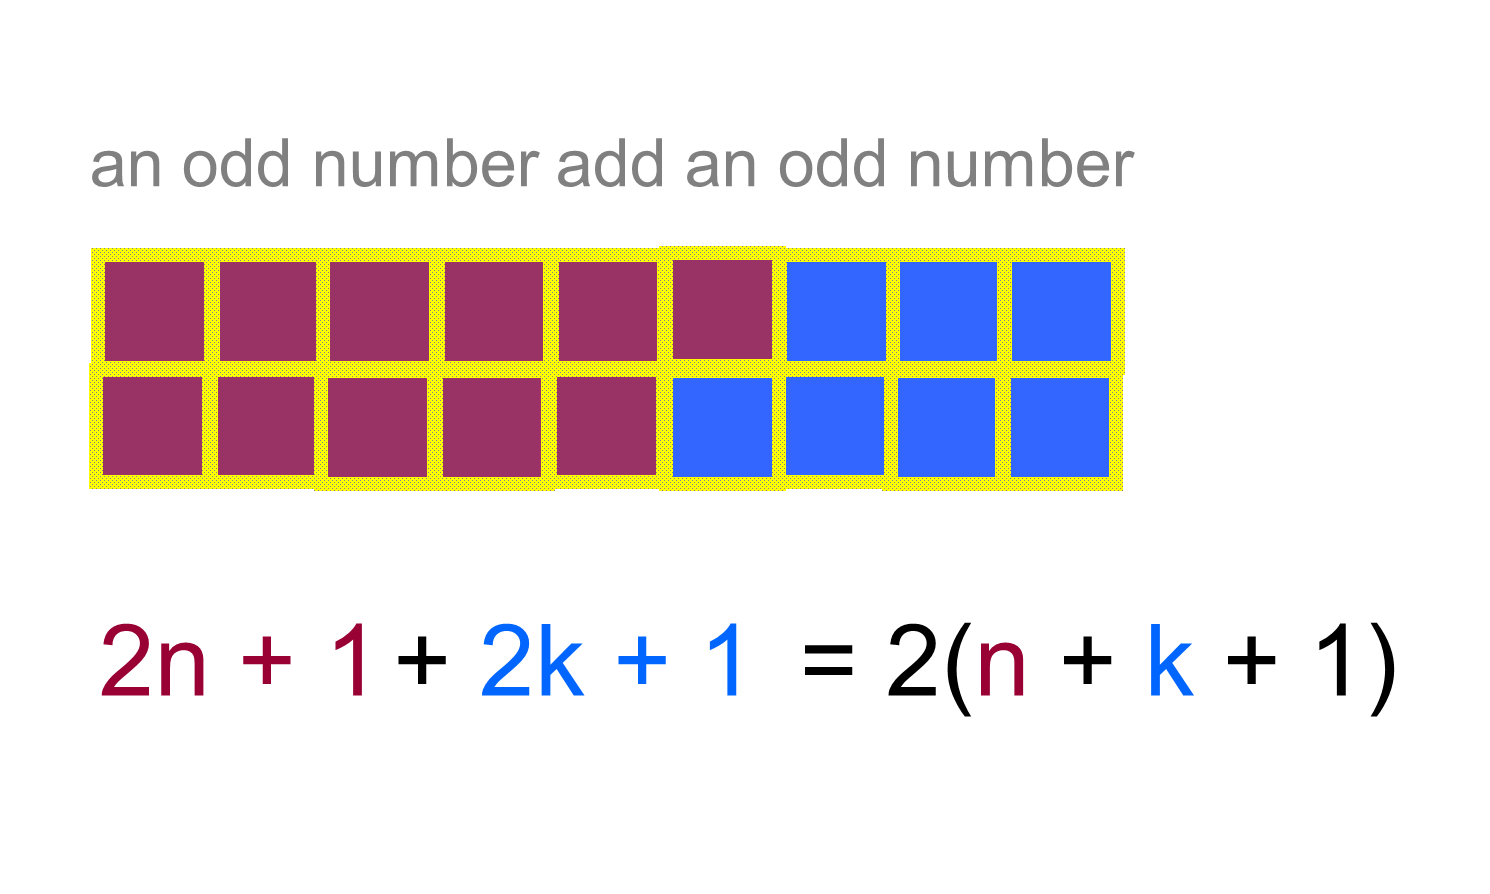 an odd number add an odd number
2n + 1 + 2k + 1 = 2(n + k + 1)